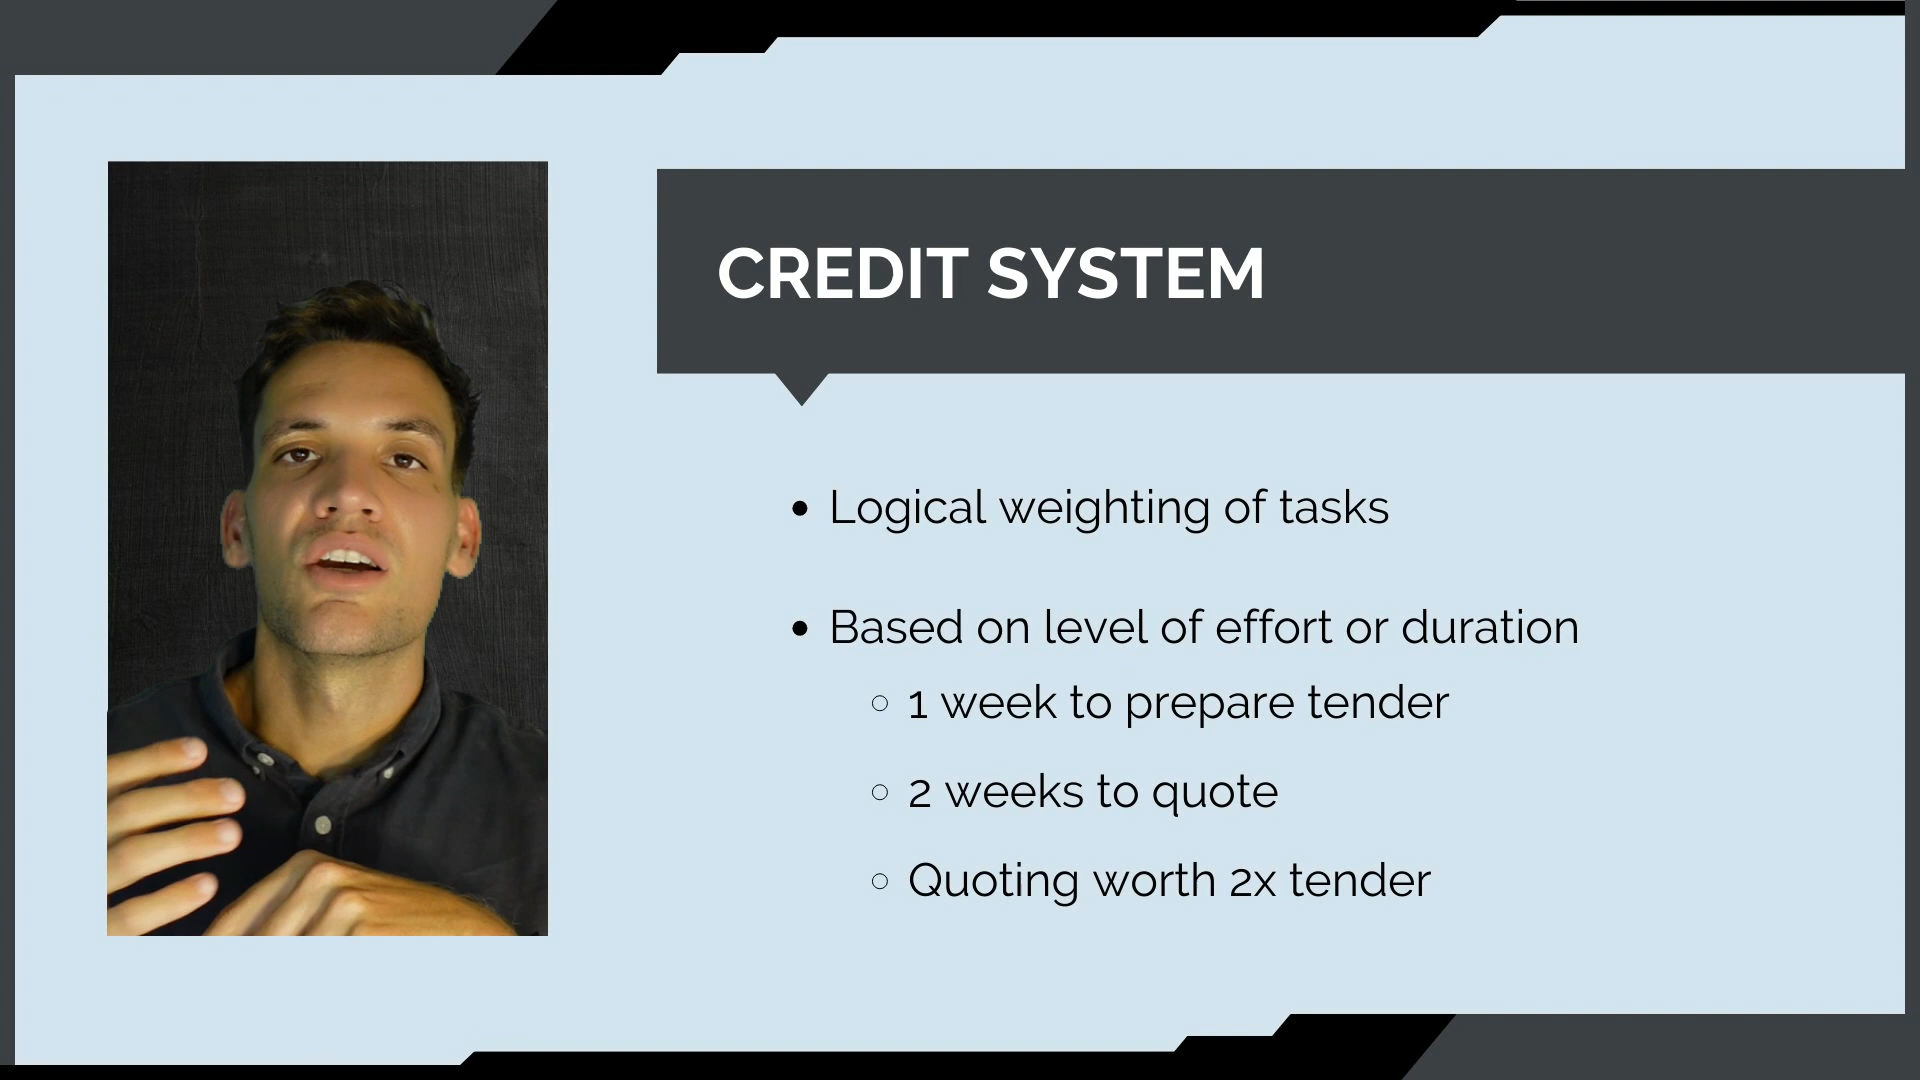 CREDIT SYSTEM
Logical weighting of tasks
Based on level of effort or duration
1 week to prepare tender
2 weeks to quote
Quoting worth 2x tender